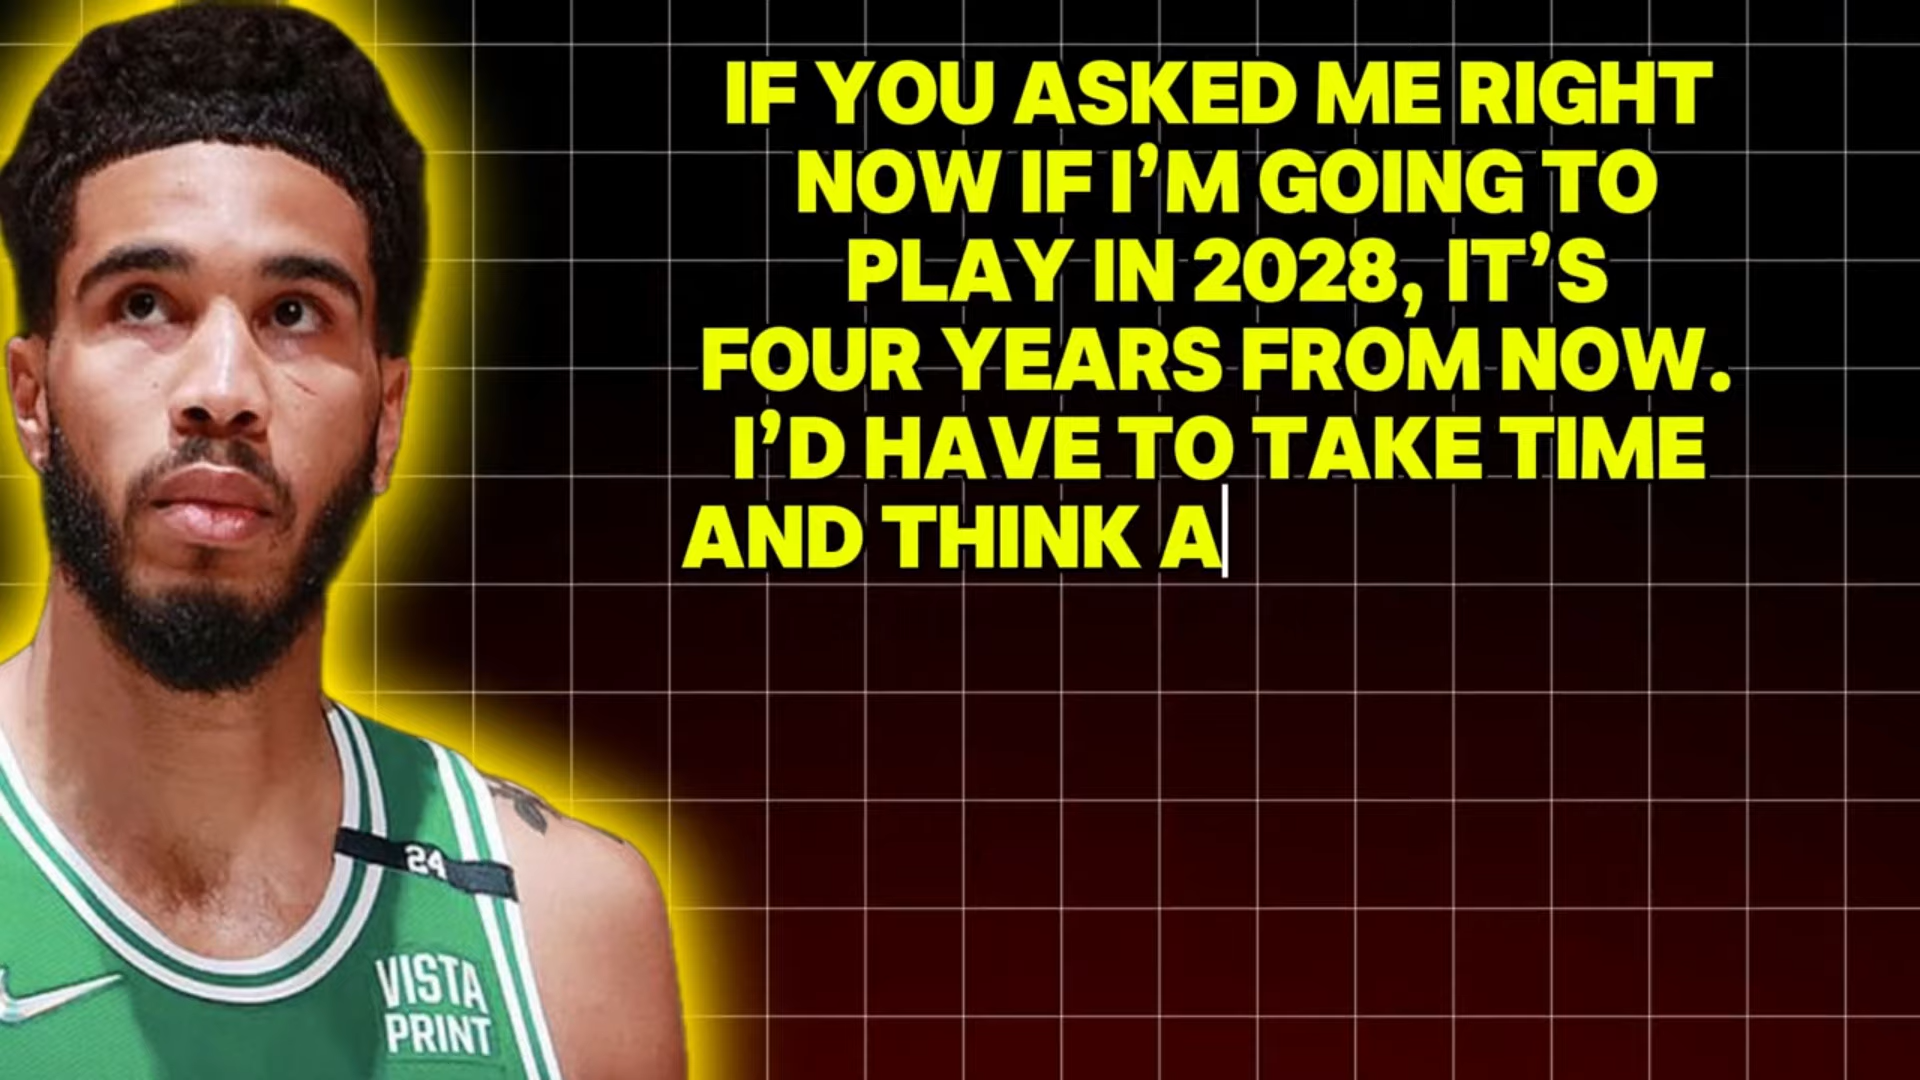 IF YOU ASKED ME RIGHT
NOW IF I’M GOING TO
PLAY IN 2028, IT’S
FOUR YEARS FROM NOW.
I’D HAVE TO TAKE TIME
AND THINK A
24
VISTA
PRINT